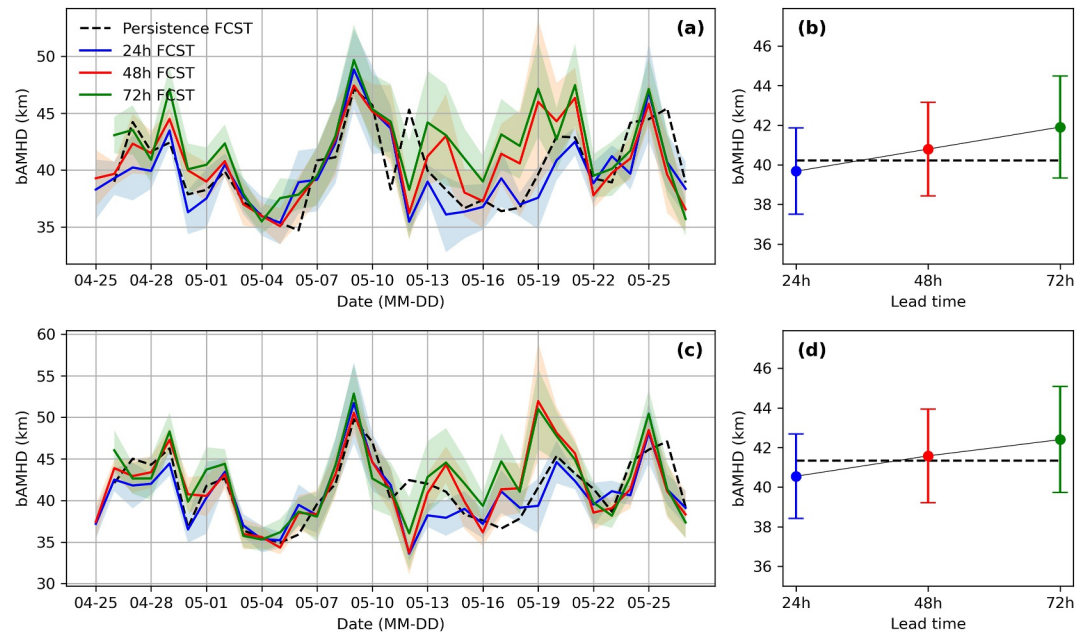 (a)
Persistence FCST
24h FCST
48h FCST
72h FCST
bAMHD (km)
50
45
40
35
04-25 04-28 05-01 05-04 05-07 05-10 05-13 05-16 05-19 05-22 05-25
Date (MM-DD)
(b)
bAMHD (km)
46
44
42
40
38
36
24h 48h 72h
Lead time
(c)
bAMHD (km)
60
55
50
45
40
35
30
04-25 04-28 05-01 05-04 05-07 05-10 05-13 05-16 05-19 05-22 05-25
Date (MM-DD)
(d)
bAMHD (km)
46
44
42
40
38
36
24h 48h 72h
Lead time